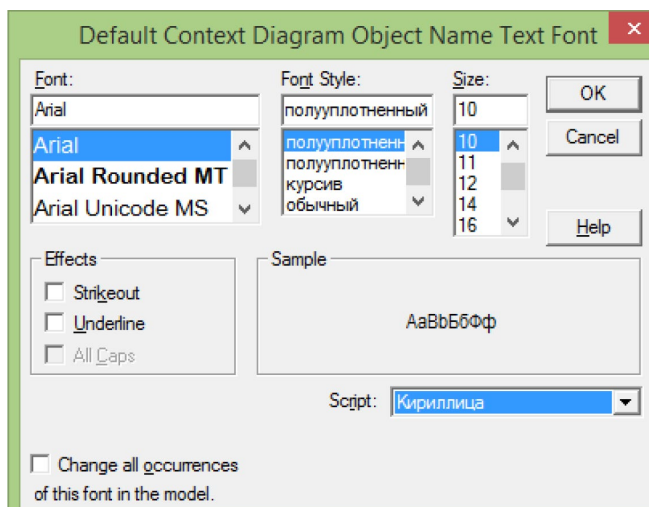 Default Context Diagram Object Name Text Font
Font:
Font Style:
Size:
Arial
полууплотненный
10
OK
Arial
Arial Rounded MT
Arial Unicode MS
полууплотненн
полууплотненн
курсив
обычный
10
11
12
14
16
Cancel
Help
Effects
Strikeout
Underline
All Caps
Sample
АаВbБбФф
Script:
Кириллица
Change all occurrences
of this font in the model.